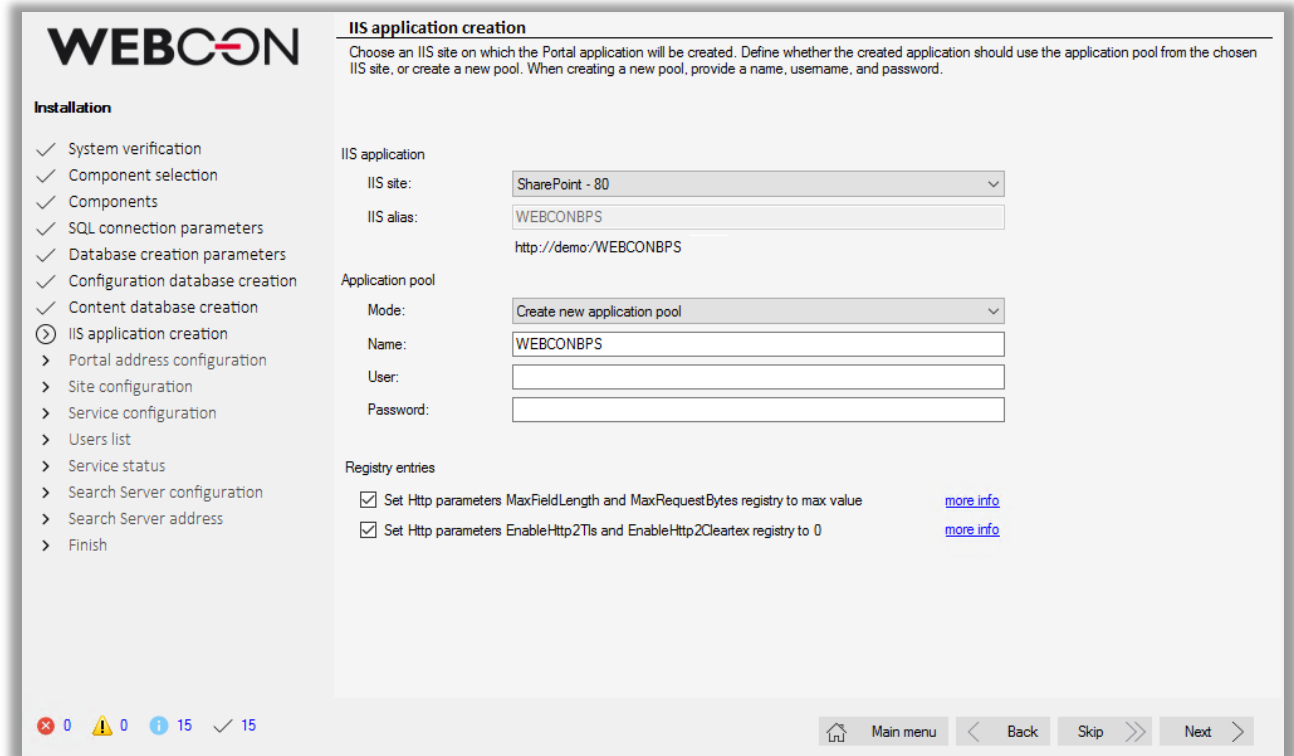 WEBCON
Installation
System verification
Component selection
Components
SQL connection parameters
Database creation parameters
Configuration database creation
Content database creation
IIS application creation
Portal address configuration
Site configuration
Service configuration
Users list
Service status
Search Server configuration
Search Server address
Finish
0 0 15 15
IIS application creation
Choose an IIS site on which the Portal application will be created. Define whether the created application should use the application pool from the chosen
IIS site, or create a new pool. When creating a new pool, provide a name, username, and password.
IIS application
IIS site: SharePoint - 80
IIS alias: WEBCONBPS
http://demo:/WEBCONBPS
Application pool
Mode: Create new application pool
Name: WEBCONBPS
User:
Password:
Registry entries
Set Http parameters MaxFieldLength and MaxRequestBytes registry to max value more info
Set Http parameters EnableHttp2Tls and EnableHttp2Cleartex registry to 0 more info
Main menu Back Skip Next